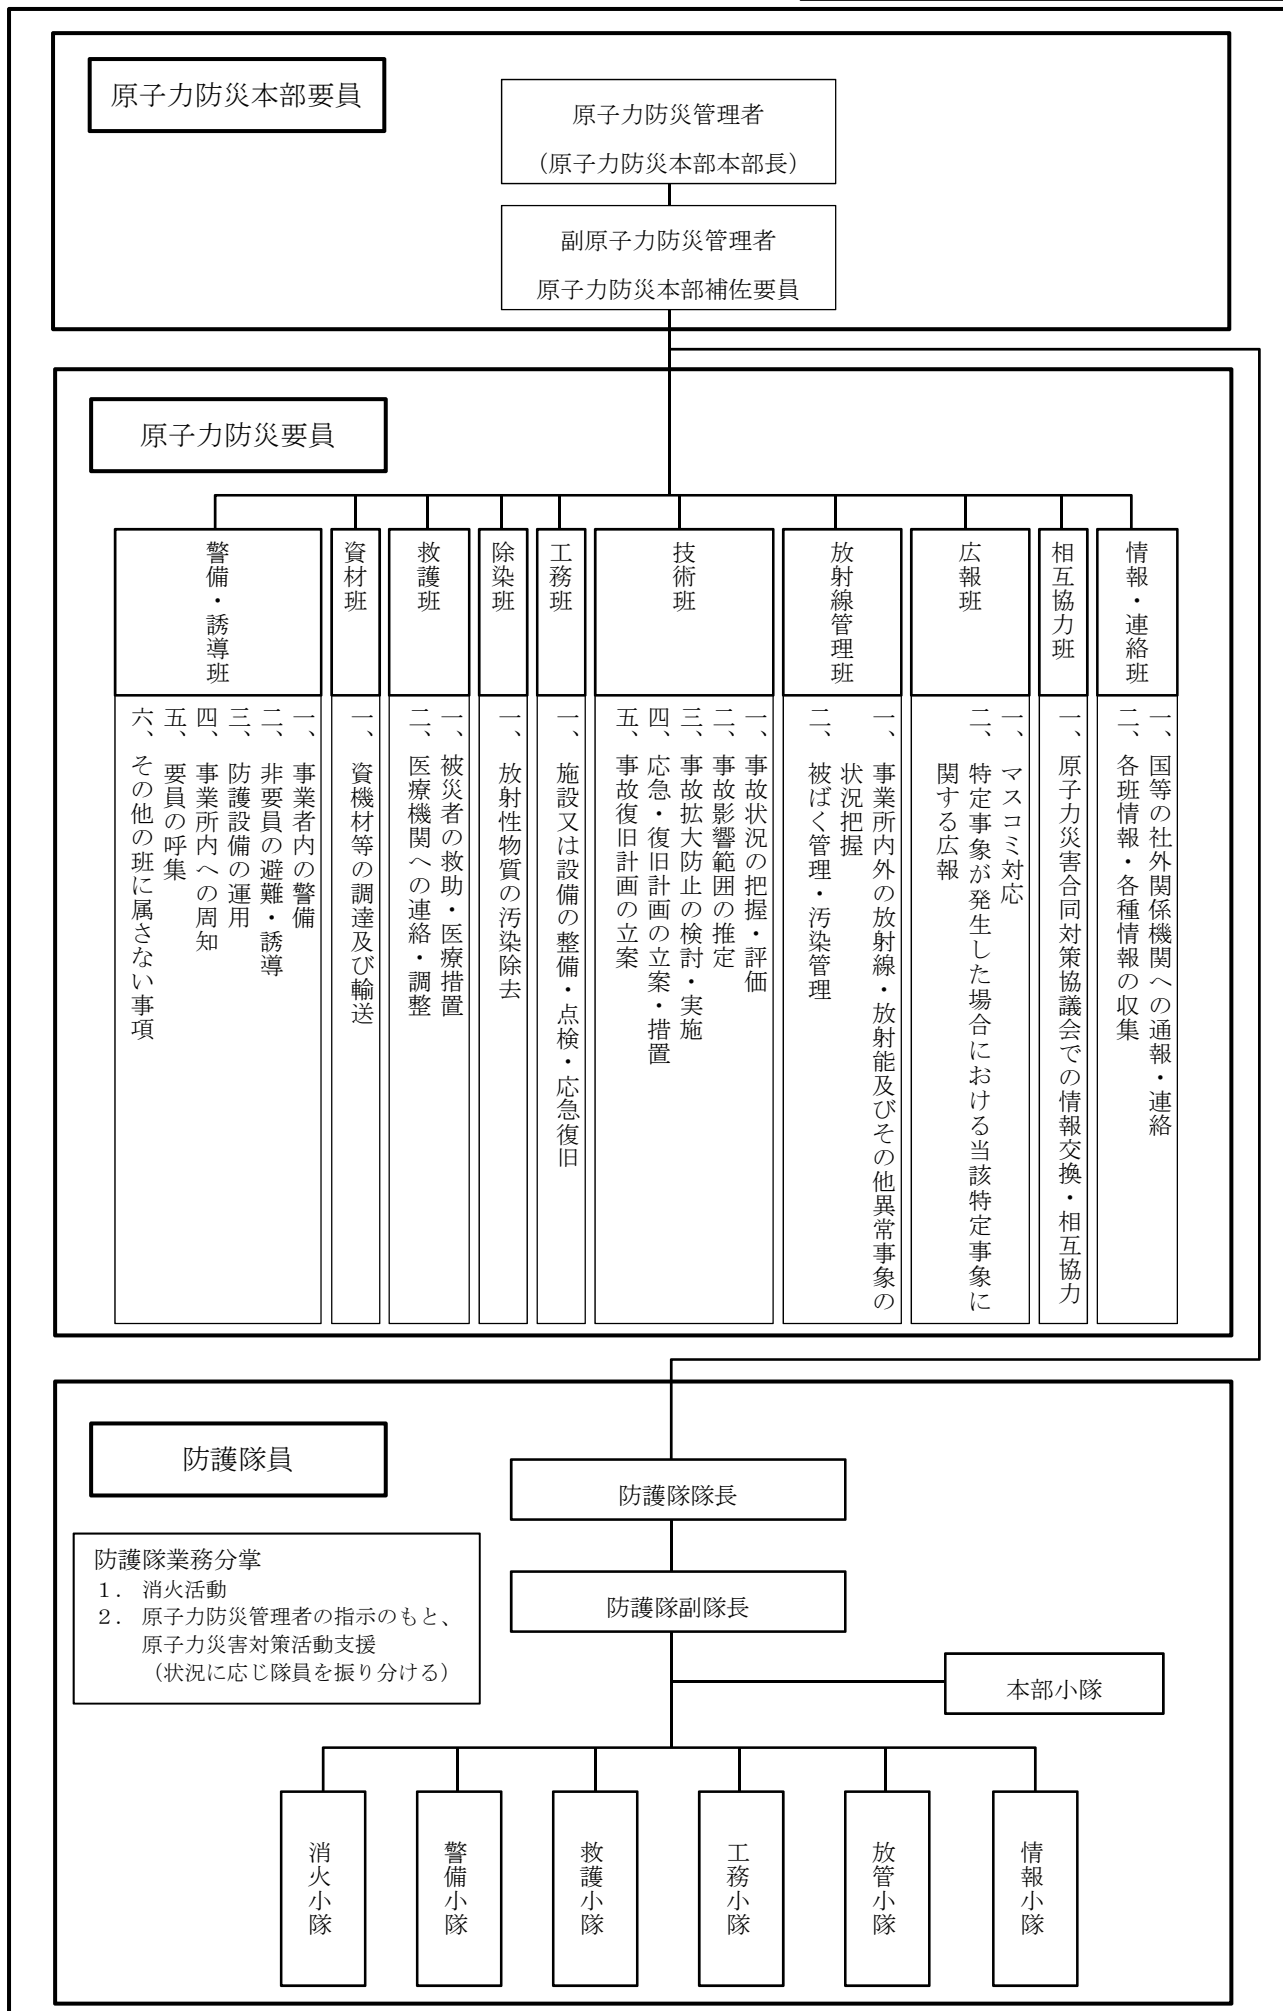 原子力防災本部要員
原子力防災管理者
（原子力防災本部本部長）
副原子力防災管理者
原子力防災本部補佐要員
原子力防災要員
情報・連絡班
一、国等の社外関係機関への通報・連絡
二、各班情報・各種情報の収集
相互協力班
一、原子力災害合同対策協議会での情報交換・相互協力
広報班
一、マスコミ対応
二、特定事象が発生した場合における当該特定事象に
関する広報
放射線管理班
一、事業所内外の放射線・放射能及びその他異常事象の
状況把握
二、被ばく管理・汚染管理
技術班
一、事故状況の把握・評価
二、事故影響範囲の推定
三、事故拡大防止の検討・実施
四、応急・復旧計画の立案・措置
五、事故復旧計画の立案
工務班
一、施設又は設備の整備・点検・応急復旧
除染班
一、放射性物質の汚染除去
救護班
一、被災者の救助・医療措置
二、医療機関への連絡・調整
資材班
一、資機材等の調達及び輸送
警備・誘導班
一、事業者内の警備
二、非要員の避難・誘導
三、防護設備の運用
四、事業所内への周知
五、要員の呼集
六、その他の班に属さない事項
防護隊員
防護隊隊長
防護隊業務分掌
１．消火活動
２．原子力防災管理者の指示のもと、
原子力災害対策活動支援
（状況に応じ隊員を振り分ける）
防護隊副隊長
本部小隊
情報小隊
放管小隊
工務小隊
救護小隊
警備小隊
消火小隊